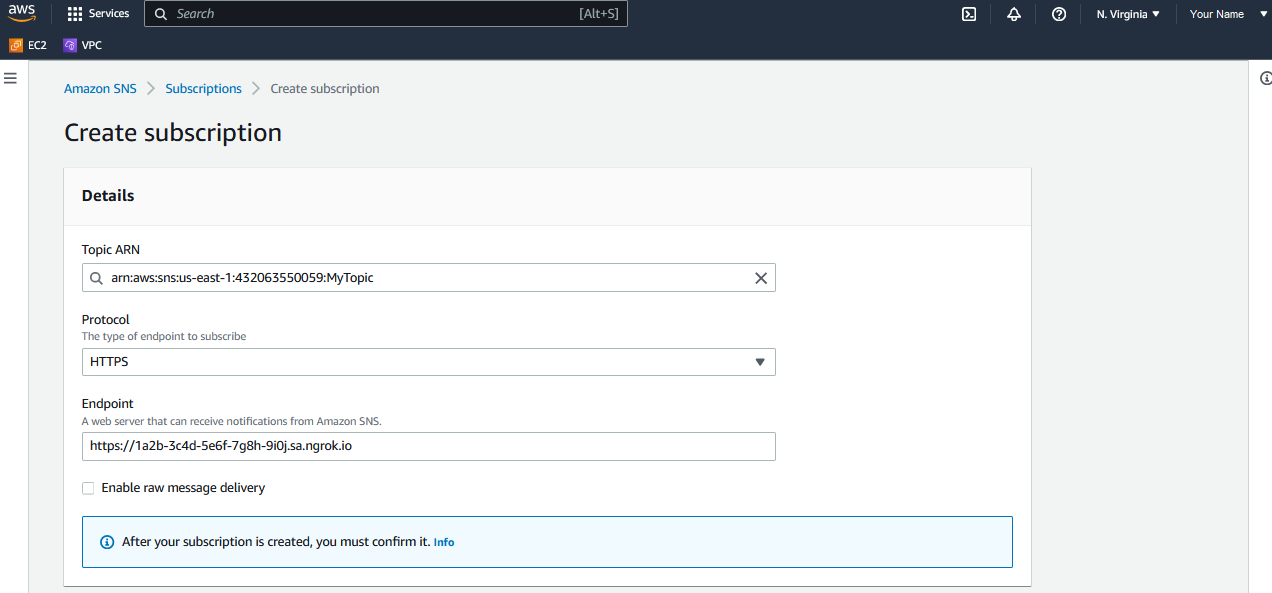 aws Services Search [Alt+S] N. Virginia Your Name
EC2 VPC
Amazon SNS Subscriptions Create subscription
Create subscription
Details
Topic ARN
arn:aws:sns:us-east-1:432063550059:MyTopic
Protocol
The type of endpoint to subscribe
HTTPS
Endpoint
A web server that can receive notifications from Amazon SNS.
https://1a2b-3c4d-5e6f-7g8h-9i0j.sa.ngrok.io
Enable raw message delivery
After your subscription is created, you must confirm it. Info